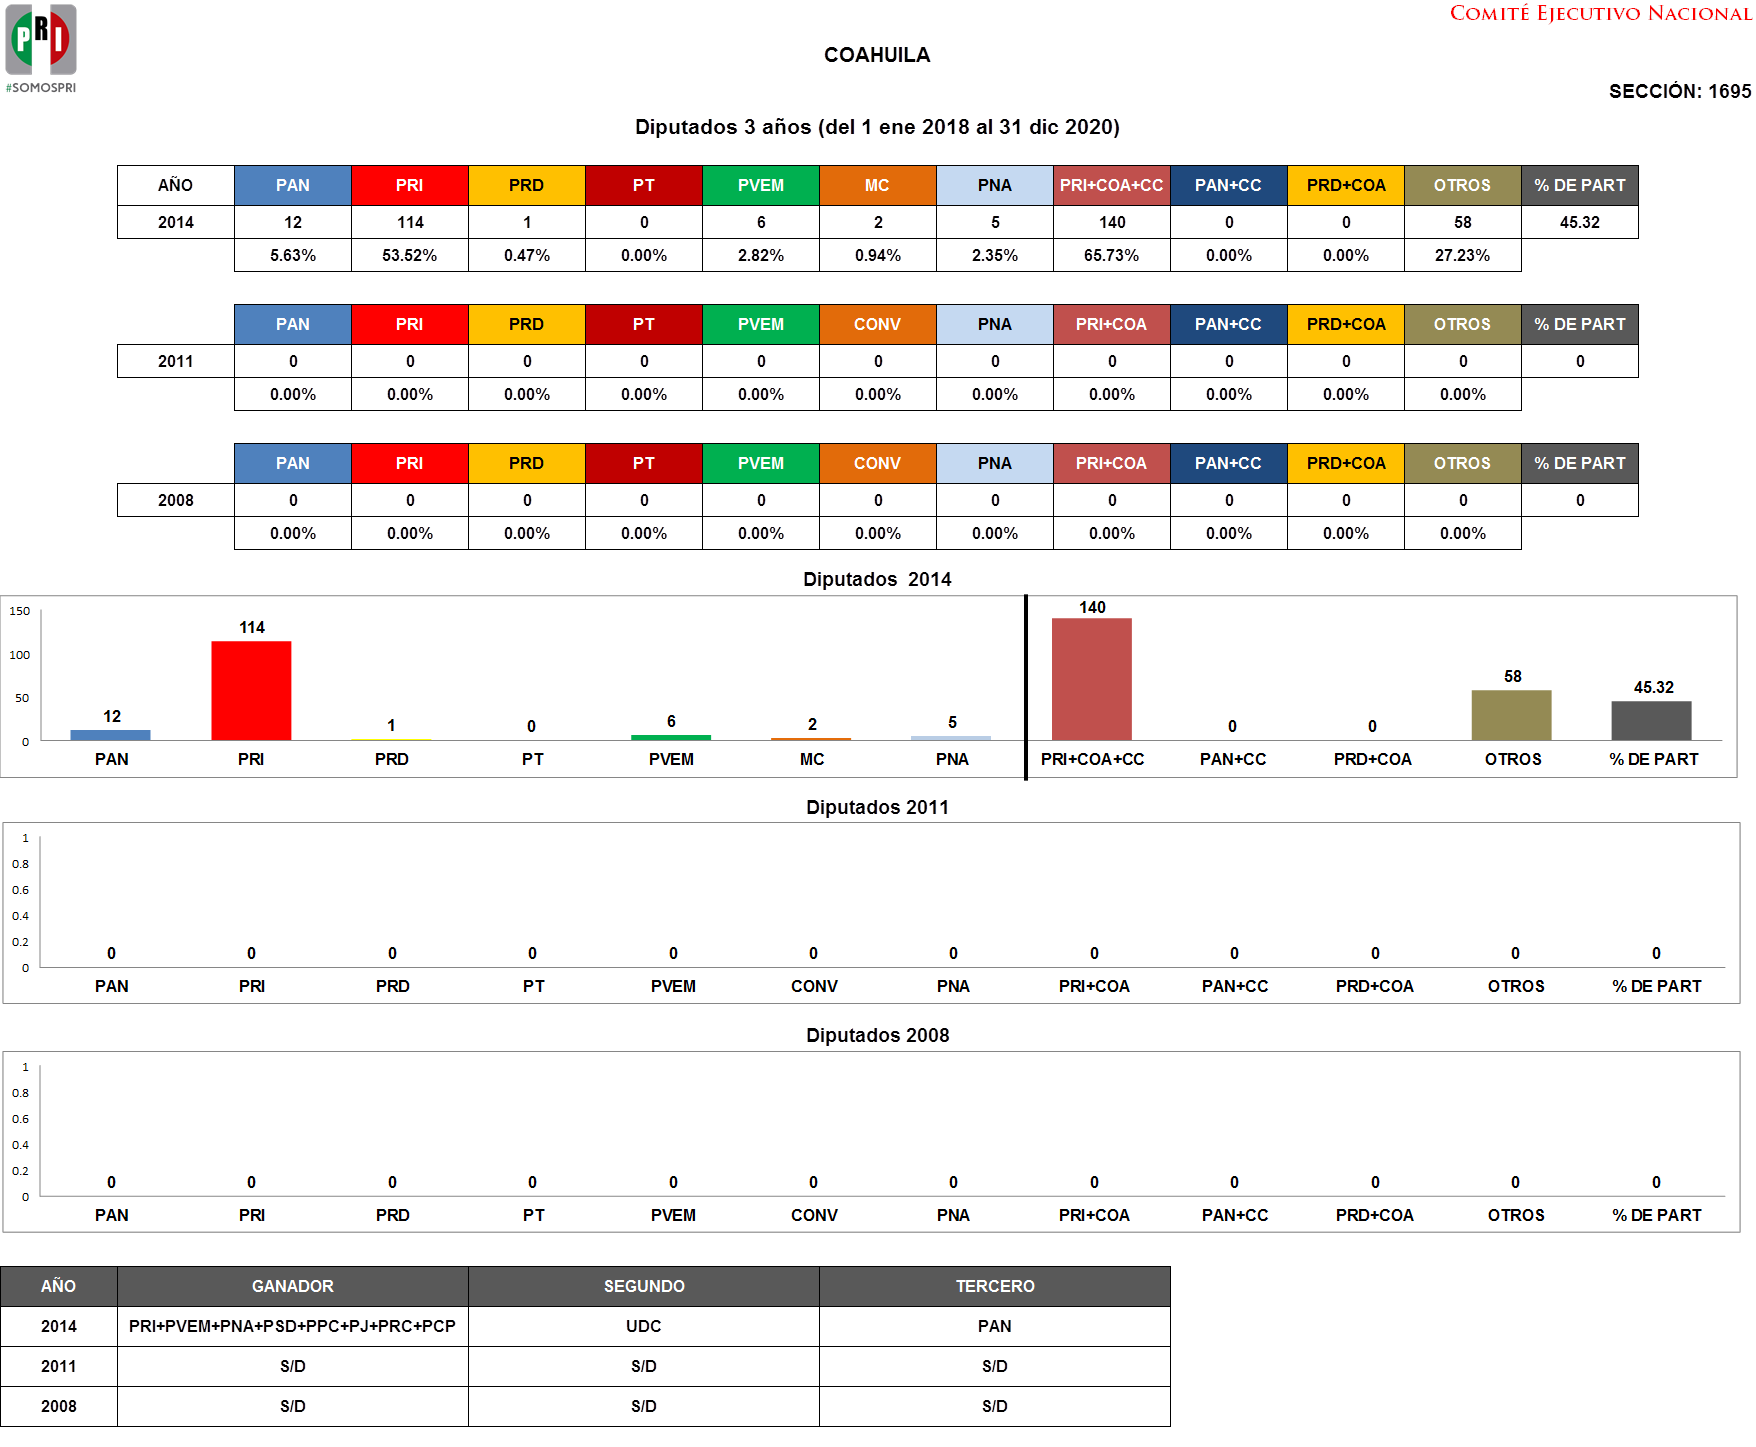 PRI
#SOMOSPRI
COMITÉ EJECUTIVO NACIONAL
COAHUILA
SECCIÓN: 1695
Diputados 3 años (del 1 ene 2018 al 31 dic 2020)
AÑO PAN PRI PRD PT PVEM MC PNA PRI+COA+CC PAN+CC PRD+COA OTROS % DE PART
2014 12 114 1 0 6 2 5 140 0 0 58 45.32
5.63% 53.52% 0.47% 0.00% 2.82% 0.94% 2.35% 65.73% 0.00% 0.00% 27.23%
PAN PRI PRD PT PVEM CONV PNA PRI+COA PAN+CC PRD+COA OTROS % DE PART
2011 0 0 0 0 0 0 0 0 0 0 0 0
0.00% 0.00% 0.00% 0.00% 0.00% 0.00% 0.00% 0.00% 0.00% 0.00% 0.00%
PAN PRI PRD PT PVEM CONV PNA PRI+COA PAN+CC PRD+COA OTROS % DE PART
2008 0 0 0 0 0 0 0 0 0 0 0 0
0.00% 0.00% 0.00% 0.00% 0.00% 0.00% 0.00% 0.00% 0.00% 0.00% 0.00%
Diputados 2014
150
100
50
0
12 114 1 0 6 2 5 140 0 0 58 45.32
PAN PRI PRD PT PVEM MC PNA PRI+COA+CC PAN+CC PRD+COA OTROS % DE PART
Diputados 2011
1
0.8
0.6
0.4
0.2
0
0 0 0 0 0 0 0 0 0 0 0 0
PAN PRI PRD PT PVEM CONV PNA PRI+COA PAN+CC PRD+COA OTROS % DE PART
Diputados 2008
1
0.8
0.6
0.4
0.2
0
0 0 0 0 0 0 0 0 0 0 0 0
PAN PRI PRD PT PVEM CONV PNA PRI+COA PAN+CC PRD+COA OTROS % DE PART
AÑO GANADOR SEGUNDO TERCERO
2014 PRI+PVEM+PNA+PSD+PPC+PJ+PRC+PCP UDC PAN
2011 S/D S/D S/D
2008 S/D S/D S/D